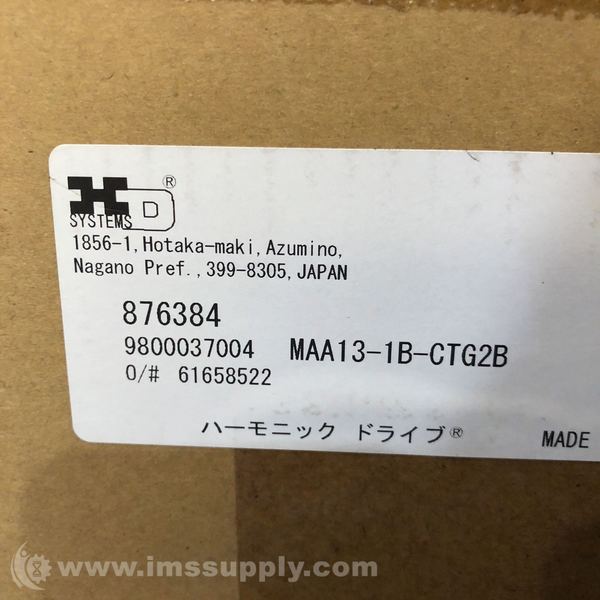 HD®
SYSTEMS
1856-1,Hotaka-maki,Azumino,
Nagano Pref.,399-8305,JAPAN
876384
9800037004 MAA13-1B-CTG2B
O/# 61658522
ハーモニック ドライブ®
MADE
www.imssupply.com